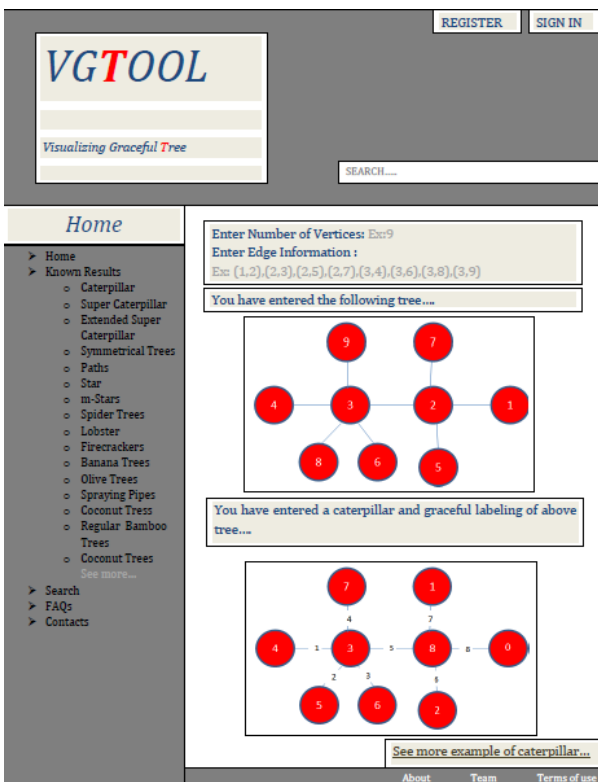 REGISTER
SIGN IN
VGTOOL
Visualizing Graceful Tree
SEARCH.....
Home
Home
Known Results
Caterpillar
Super Caterpillar
Extended Super
Caterpillar
Symmetrical Trees
Paths
Star
m-Stars
Spider Trees
Lobster
Firecrackers
Banana Trees
Olive Trees
Spraying Pipes
Coconut Tress
Regular Bamboo
Trees
Coconut Trees
See more...
Search
FAQs
Contacts
Enter Number of Vertices: Ex:9
Enter Edge Information :
Ex: (1,2),(2,3),(2,5),(2,7),(3,4),(3,6),(3,8),(3,9)
You have entered the following tree....
9 7
4 3 2 1
8 6 5
You have entered a caterpillar and graceful labeling of above
tree....
7 1
4 7
4 1 3 5 8 8 0
2 3 6
5 6 2
See more example of caterpillar...
About Team Terms of use